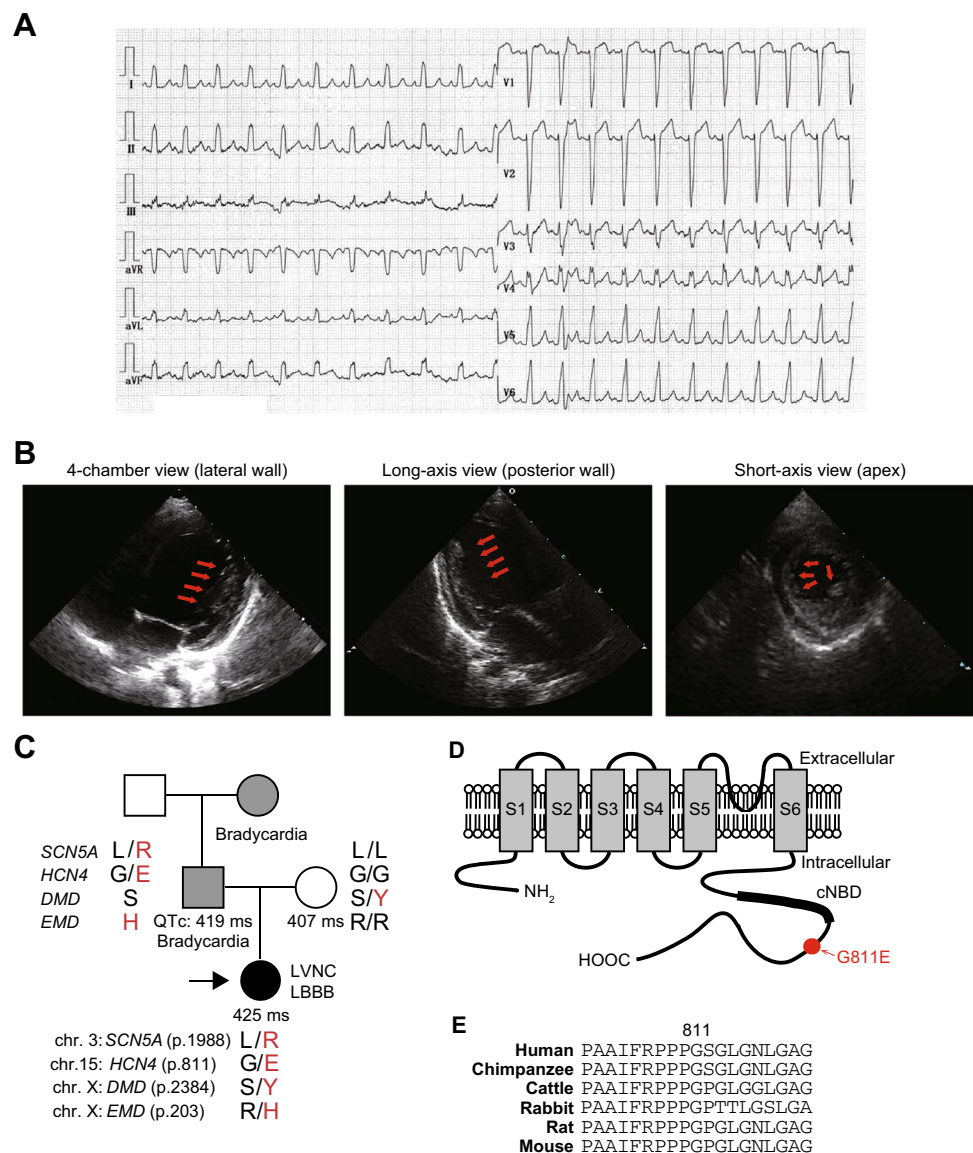 A
I
II
III
aVR
aVL
aVF
V1
V2
V3
V4
V5
V6
B
4-chamber view (lateral wall)
Long-axis view (posterior wall)
Short-axis view (apex)
C
Bradycardia
SCN5A L/R
HCN4 G/E
DMD S
EMD H
L/L
G/G
S/Y
R/R
QTc: 419 ms
Bradycardia
407 ms
LVNC
LBBB
425 ms
chr. 3: SCN5A (p.1988) L/R
chr.15: HCN4 (p.811) G/E
chr. X: DMD (p.2384) S/Y
chr. X: EMD (p.203) R/H
D
Extracellular
S1 S2 S3 S4 S5 S6
Intracellular
NH2
cNBD
HOOC
G811E
E
811
Human PAAIFRPPPGSGLGNLGAG
Chimpanzee PAAIFRPPPGSGLGNLGAG
Cattle PAAIFRPPPGPGLGGLGAG
Rabbit PAAIFRPPPGPTTLGSLGA
Rat PAAIFRPPPGPGLGNLGAG
Mouse PAAIFRPPPGPGLGNLGAG